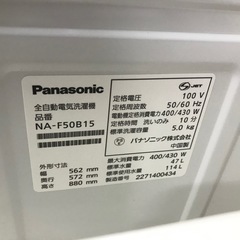 Panasonic
全自動電気洗濯機
品番
NA-F50B15
外形寸法
幅 562 mm
奥行 572 mm
高さ 880 mm
JET
定格電圧 100 V
定格周波数 50/60 Hz
電動機定格消費電力 400/430 W
定格時間 洗いのみ 10 分
標準洗濯容量 5.0 kg
パナソニック株式会社
中国製
最大消費電力 400/430 W
標準水量 47 L
標準使用水量 114 L
製造番号 2271400434